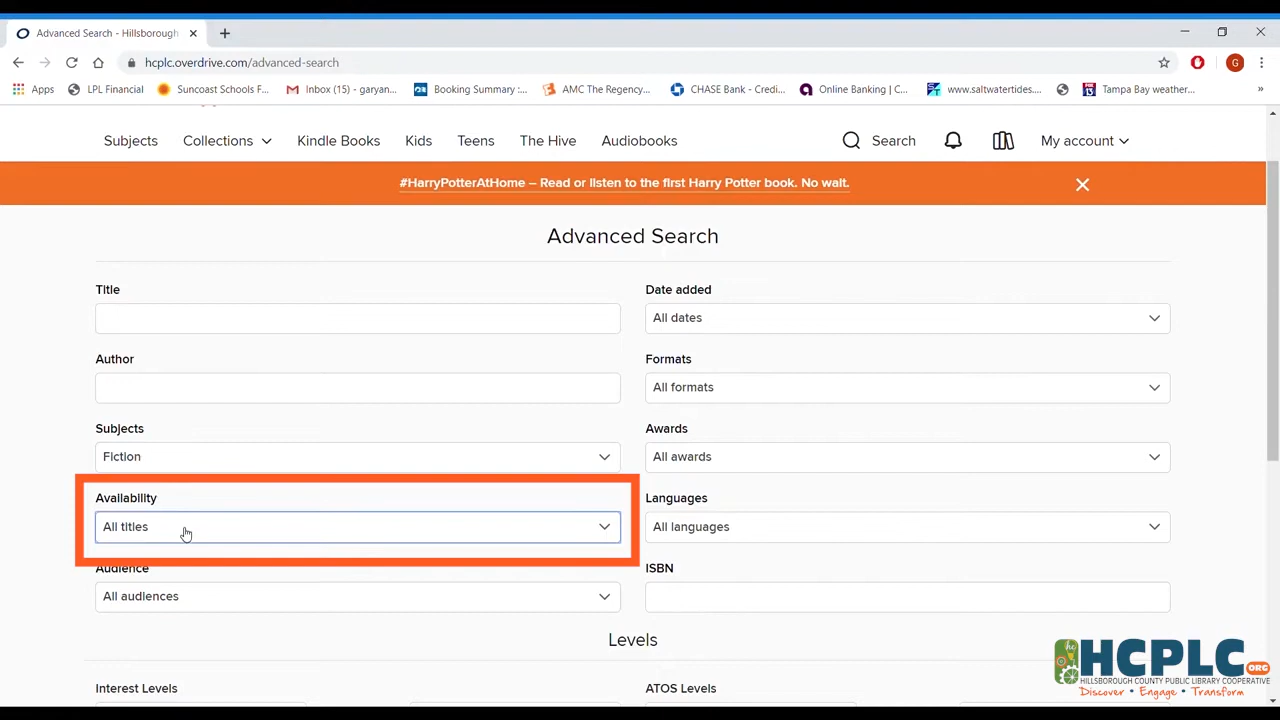 Advanced Search - Hillsborough
hcplc.overdrive.com/advanced-search
G
Apps LPL Financial Suncoast Schools F... Inbox (15) - garyan... Booking Summary :... AMC The Regency... CHASE Bank - Credi... Online Banking | C... www.saltwatertides.... Tampa Bay weather... »
Subjects Collections Kindle Books Kids Teens The Hive Audiobooks Search My account
#HarryPotterAtHome – Read or listen to the first Harry Potter book. No wait.
Advanced Search
Title
Date added
All dates
Author
Formats
All formats
Subjects
Fiction
Awards
All awards
Availability
All titles
Languages
All languages
Audience
All audiences
ISBN
Levels
Interest Levels
ATOS Levels
hc
HCPLC ORG
HILLSBOROUGH COUNTY PUBLIC LIBRARY COOPERATIVE
Discover • Engage • Transform